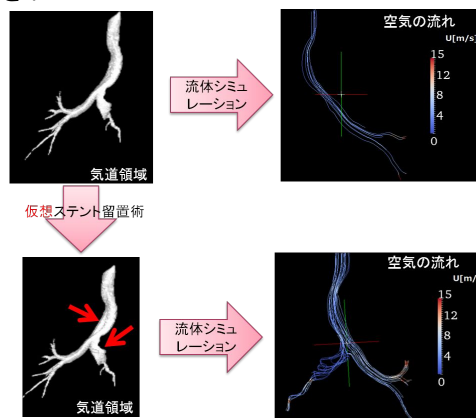 空気の流れ
U[m/s]
15
12
8
4
0
流体シミュ
レーション
気道領域
仮想ステント留置術
空気の流れ
U[m/
15
12
8
4
0
流体シミュ
レーション
気道領域